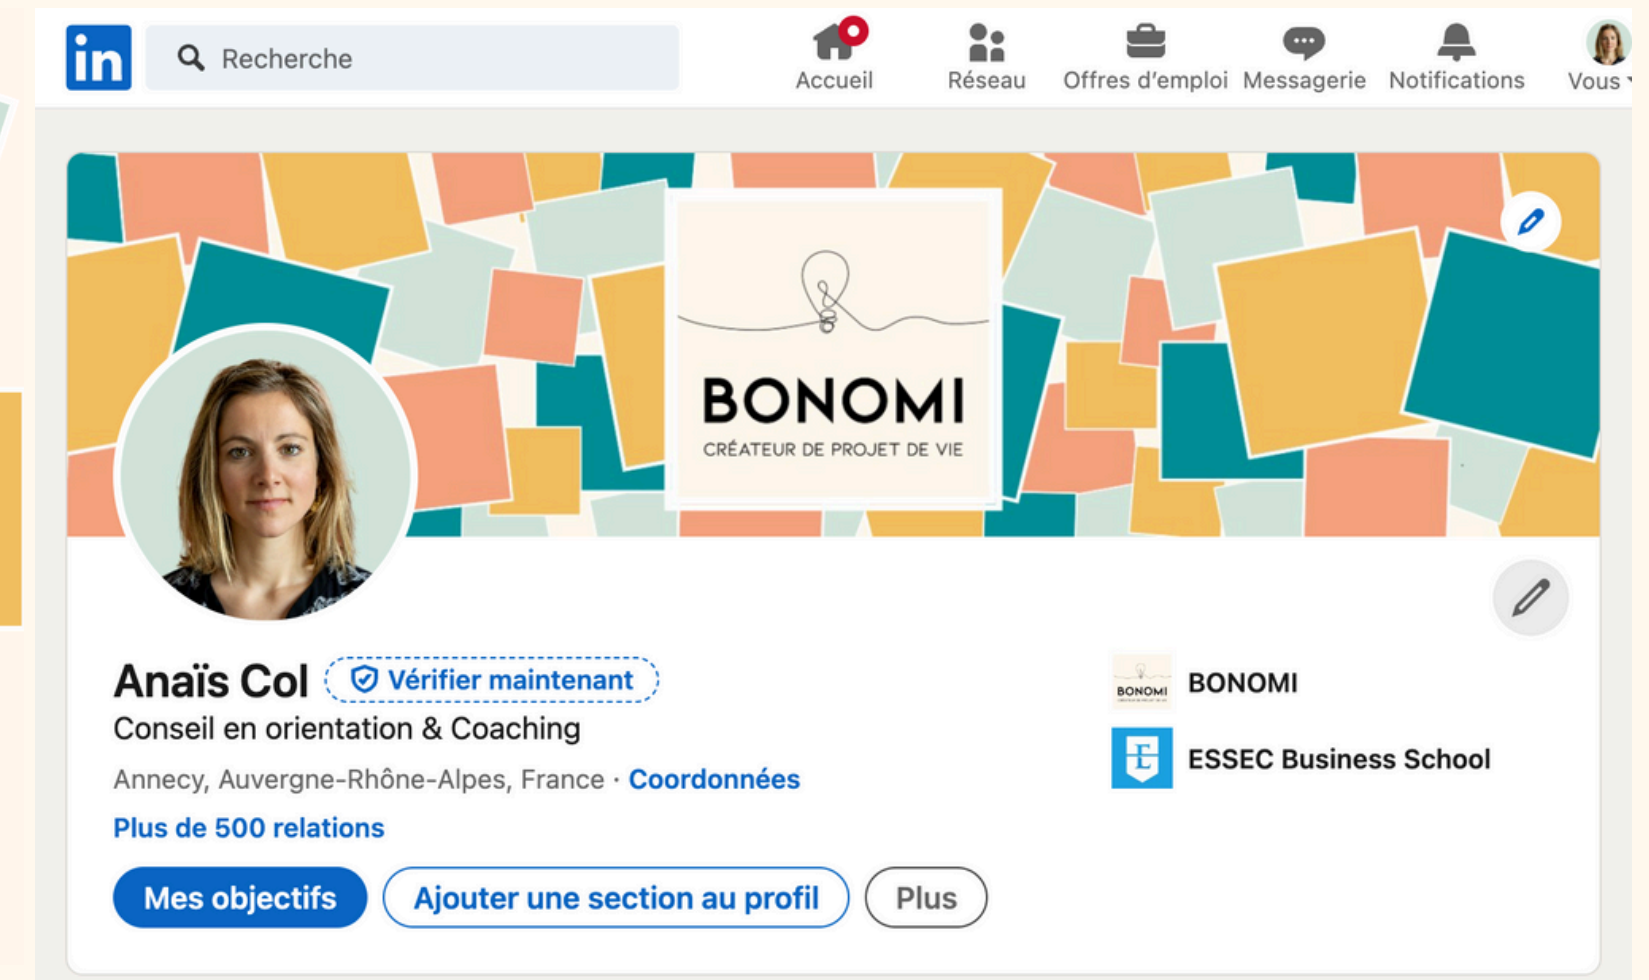 in Recherche
Accueil Réseau Offres d'emploi Messagerie Notifications Vous
BONOMI
CRÉATEUR DE PROJET DE VIE
Anaïs Col Vérifier maintenant
Conseil en orientation & Coaching
Annecy, Auvergne-Rhône-Alpes, France · Coordonnées
Plus de 500 relations
Mes objectifs Ajouter une section au profil Plus
BONOMI BONOMI
E ESSEC Business School